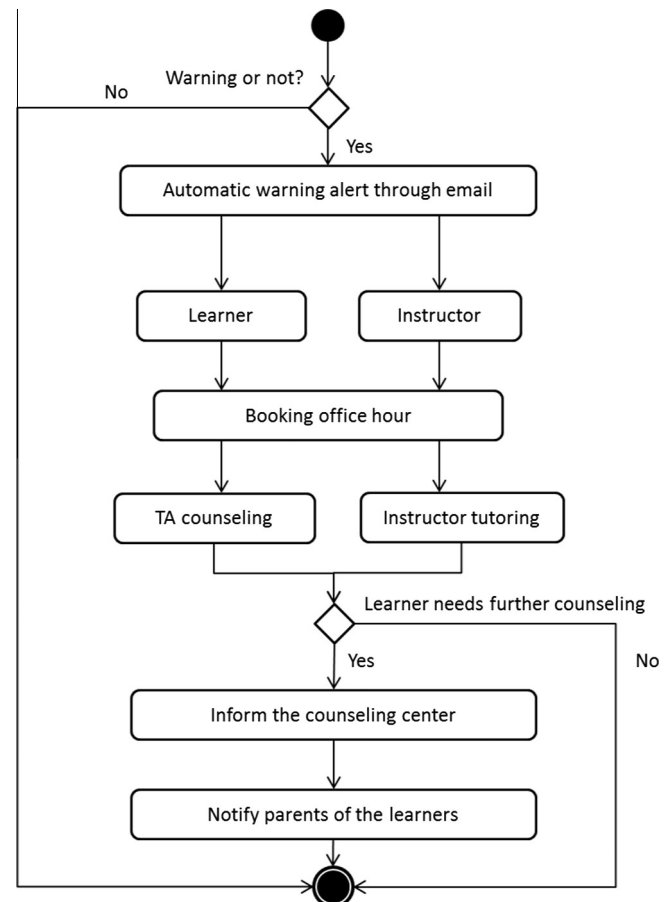 Warning or not?
No
Yes
Automatic warning alert through email
Learner
Instructor
Booking office hour
TA counseling
Instructor tutoring
Learner needs further counseling
Yes
No
Inform the counseling center
Notify parents of the learners